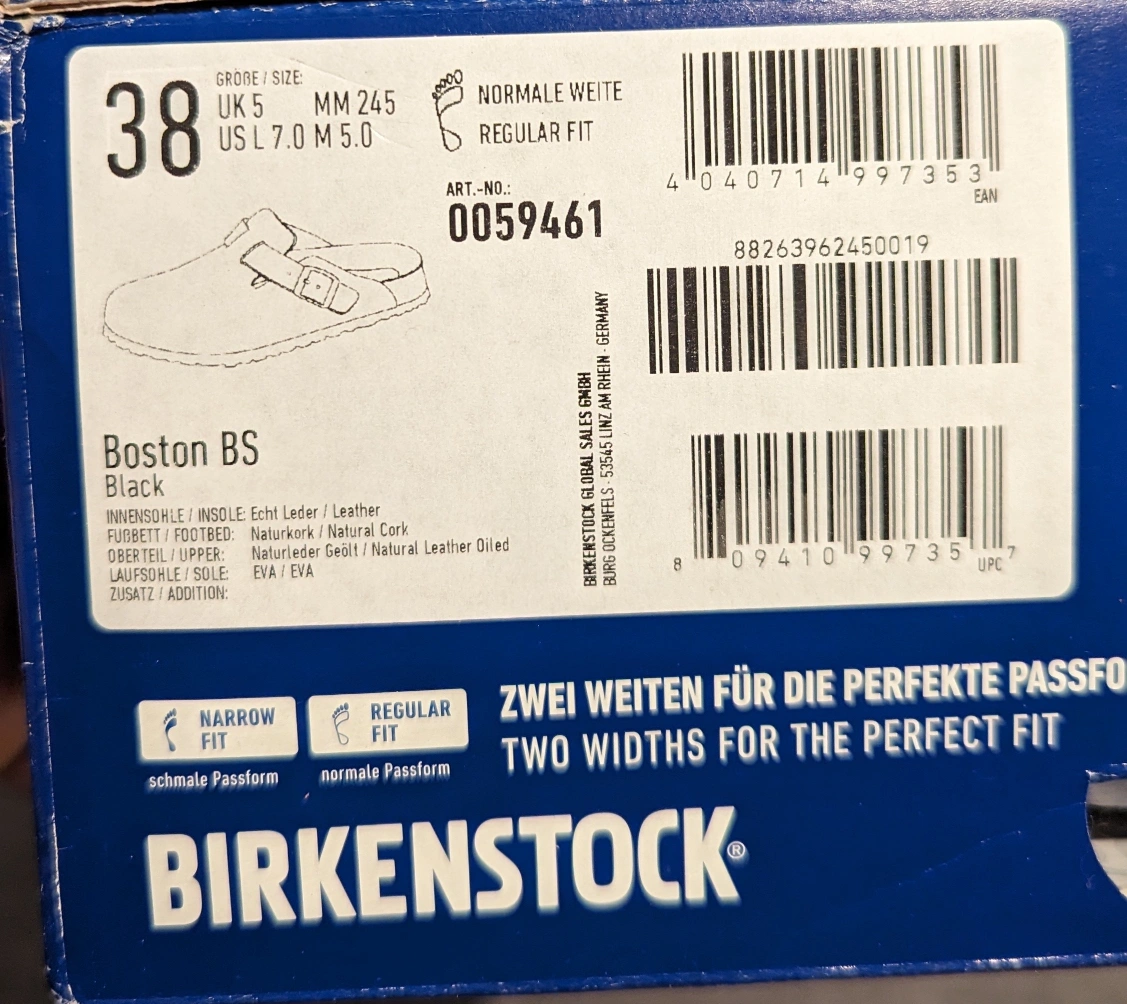 38
GRÖßE / SIZE:
UK 5 MM 245
US L 7.0 M 5.0
NORMALE WEITE
REGULAR FIT
ART.-NO.:
0059461
4 040714 997353
EAN
88263962450019
8 09410 99735 7
UPC
BIRKENSTOCK GLOBAL SALES GMBH
BURG OCKENFELS - 53545 LINZ AM RHEIN - GERMANY
Boston BS
Black
INNENSOHLE / INSOLE: Echt Leder / Leather
FUßBETT / FOOTBED: Naturkork / Natural Cork
OBERTEIL / UPPER: Naturleder Geölt / Natural Leather Oiled
LAUFSOHLE / SOLE: EVA / EVA
ZUSATZ / ADDITION:
NARROW
FIT
schmale Passform
REGULAR
FIT
normale Passform
ZWEI WEITEN FÜR DIE PERFEKTE PASSFO
TWO WIDTHS FOR THE PERFECT FIT
BIRKENSTOCK®